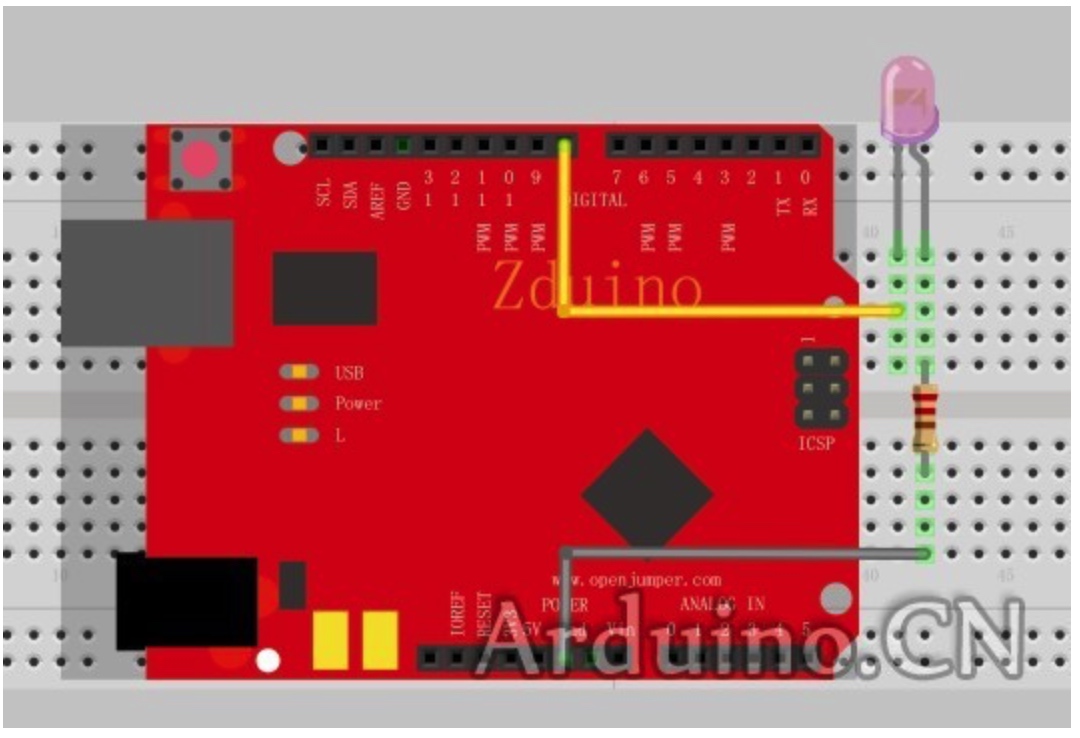 SCL SDA AREF GND 13 12 11 10 9 7 6 5 4 3 2 1 0
DIGITAL TX RX
PWM PWM PWM PWM PWM PWM
Zduino
40 45
1
USB
Power
L
ICSP
10 40 45
www.openjumper.com
IOREF RESET 3V3 5V Vin
POWER ANALOG IN
0 1 2 3 4 5
Arduino.CN